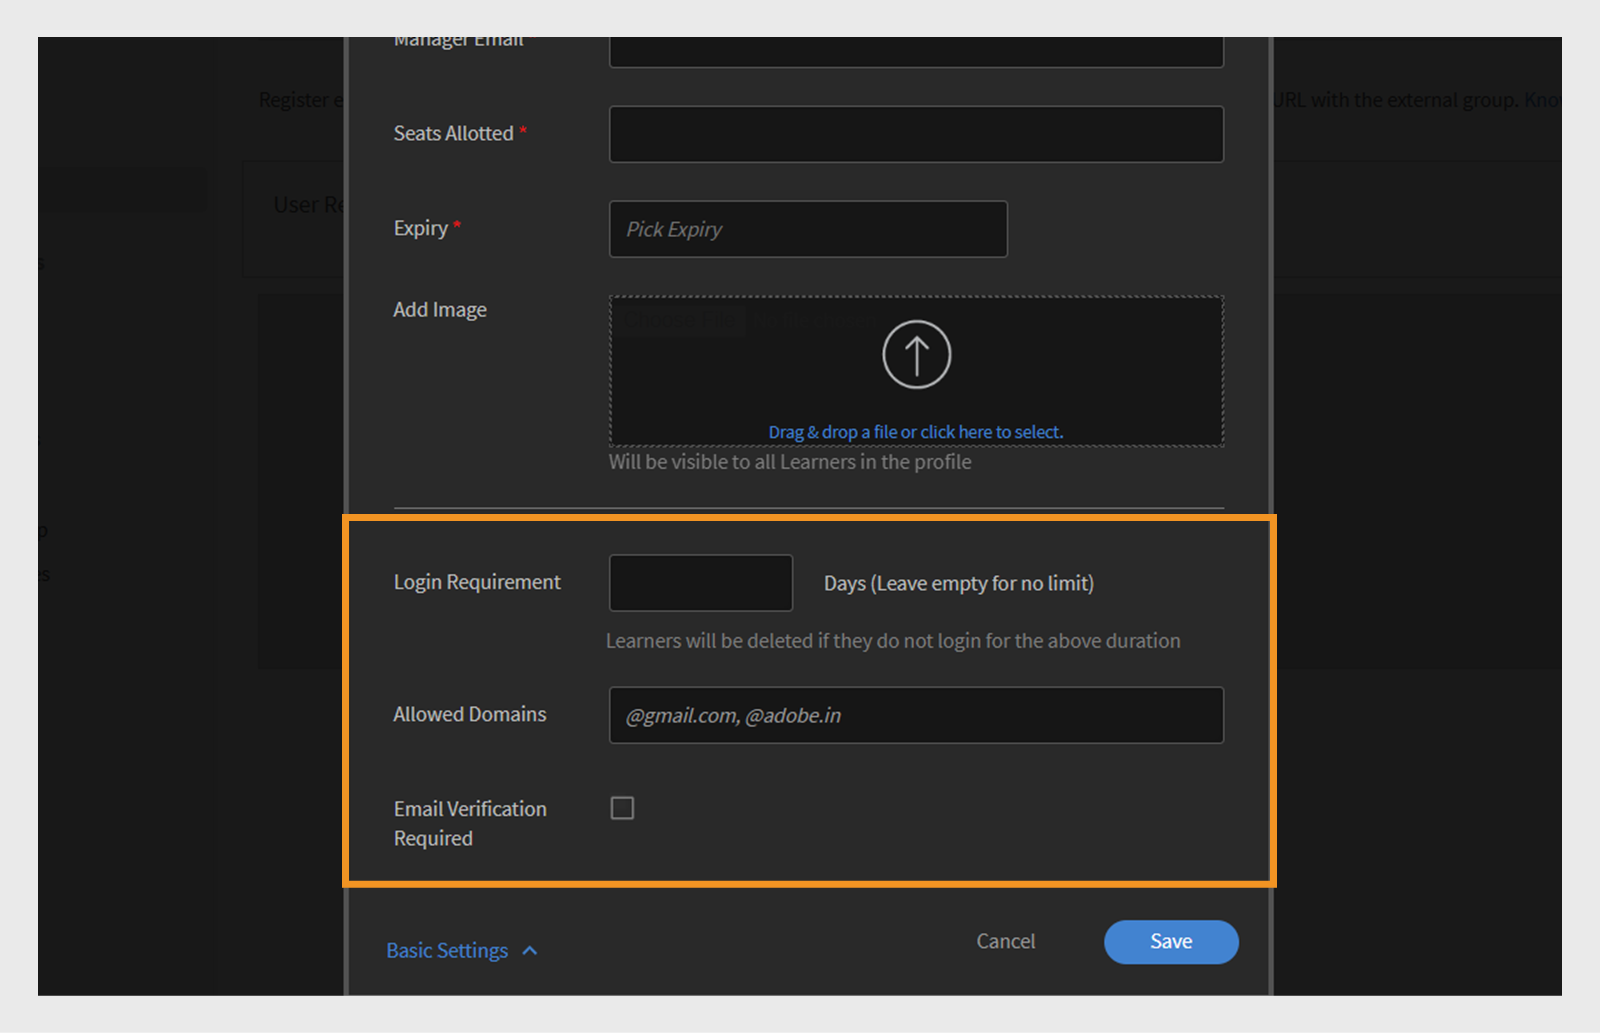 Manager Email
Register e
URL with the external group. Kno
Seats Allotted *
User Re
Expiry *
Pick Expiry
Add Image
Drag & drop a file or click here to select.
Will be visible to all Learners in the profile
Login Requirement
Days (Leave empty for no limit)
Learners will be deleted if they do not login for the above duration
Allowed Domains
@gmail.com, @adobe.in
Email Verification
Required
Basic Settings
Cancel
Save